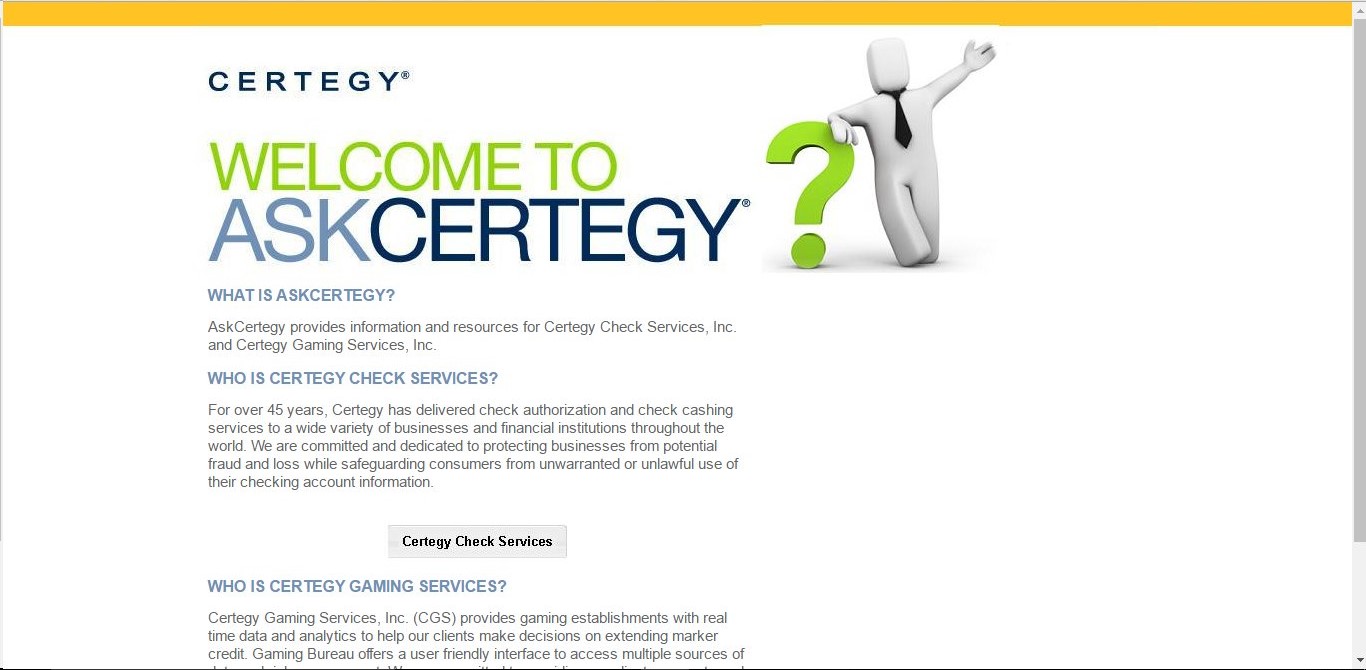 CERTEGY®
WELCOME TO
ASKCERTEGY®
WHAT IS ASKCERTEGY?
AskCertegy provides information and resources for Certegy Check Services, Inc.
and Certegy Gaming Services, Inc.
WHO IS CERTEGY CHECK SERVICES?
For over 45 years, Certegy has delivered check authorization and check cashing
services to a wide variety of businesses and financial institutions throughout the
world. We are committed and dedicated to protecting businesses from potential
fraud and loss while safeguarding consumers from unwarranted or unlawful use of
their checking account information.
Certegy Check Services
WHO IS CERTEGY GAMING SERVICES?
Certegy Gaming Services, Inc. (CGS) provides gaming establishments with real
time data and analytics to help our clients make decisions on extending marker
credit. Gaming Bureau offers a user friendly interface to access multiple sources of